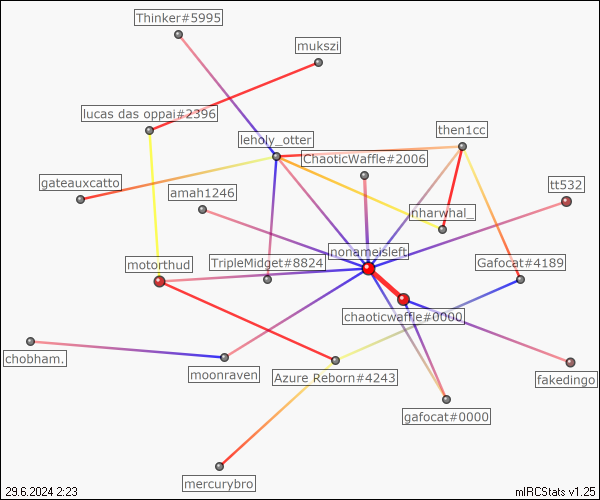 Thinker#5995
mukszi
lucas das oppai#2396
then1cc
leholy_otter
ChaoticWaffle#2006
gateauxcatto
tt532
amah1246
nharwhal_
nonameisleft
motorthud
TripleMidget#8824
Gafocat#4189
chaoticwaffle#0000
chobham.
moonraven
Azure Reborn#4243
fakedingo
gafocat#0000
mercurybro
29.6.2024 2:23
mIRCStats v1.25